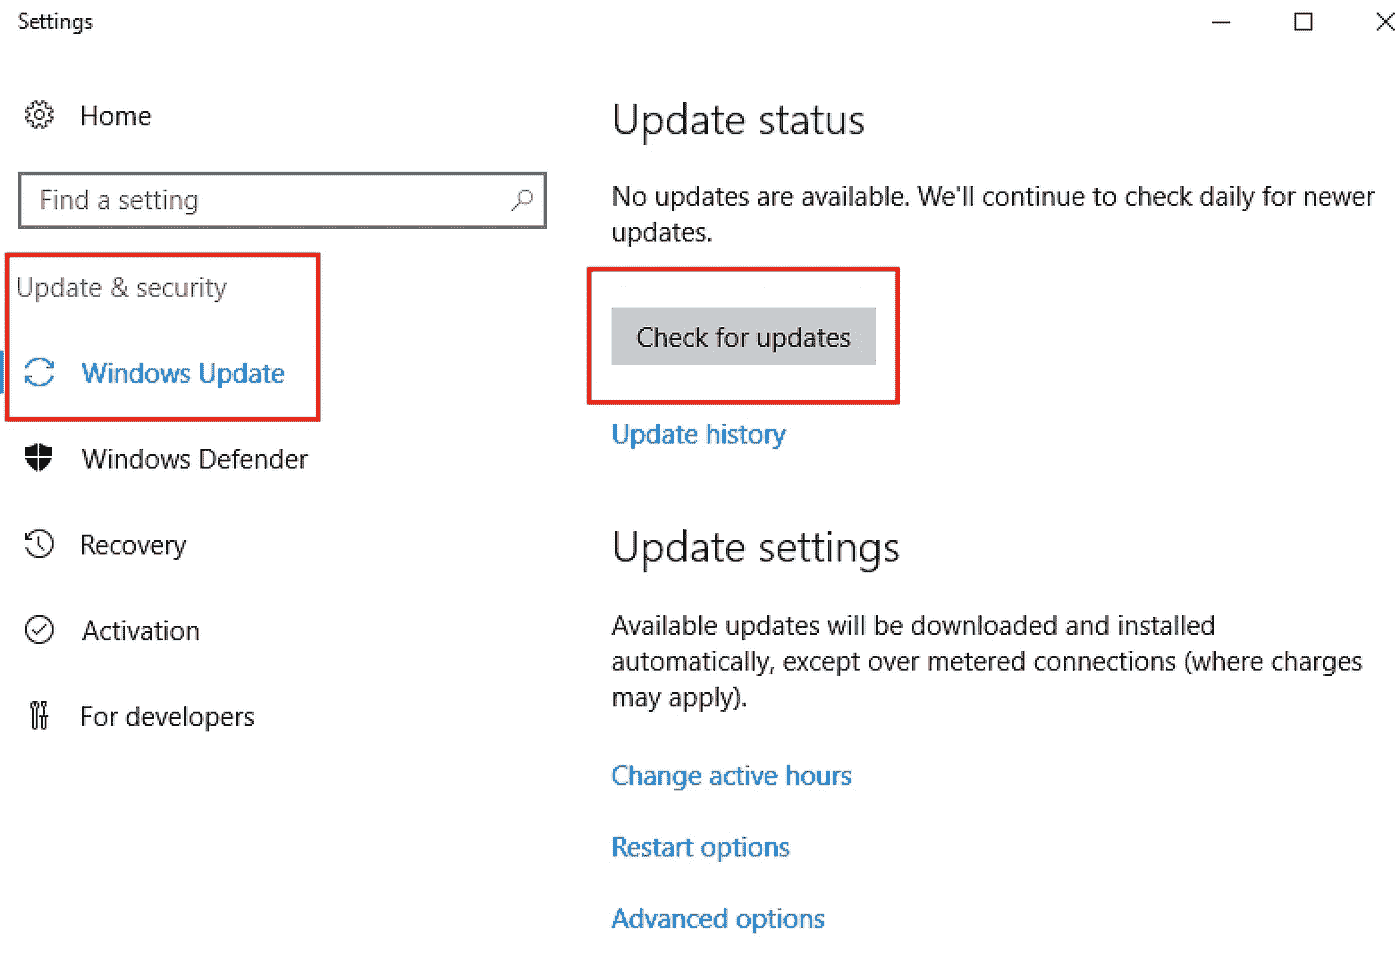 Settings
Home
Find a setting
Update & security
Windows Update
Windows Defender
Recovery
Activation
For developers
Update status
No updates are available. We'll continue to check daily for newer
updates.
Check for updates
Update history
Update settings
Available updates will be downloaded and installed
automatically, except over metered connections (where charges
may apply).
Change active hours
Restart options
Advanced options